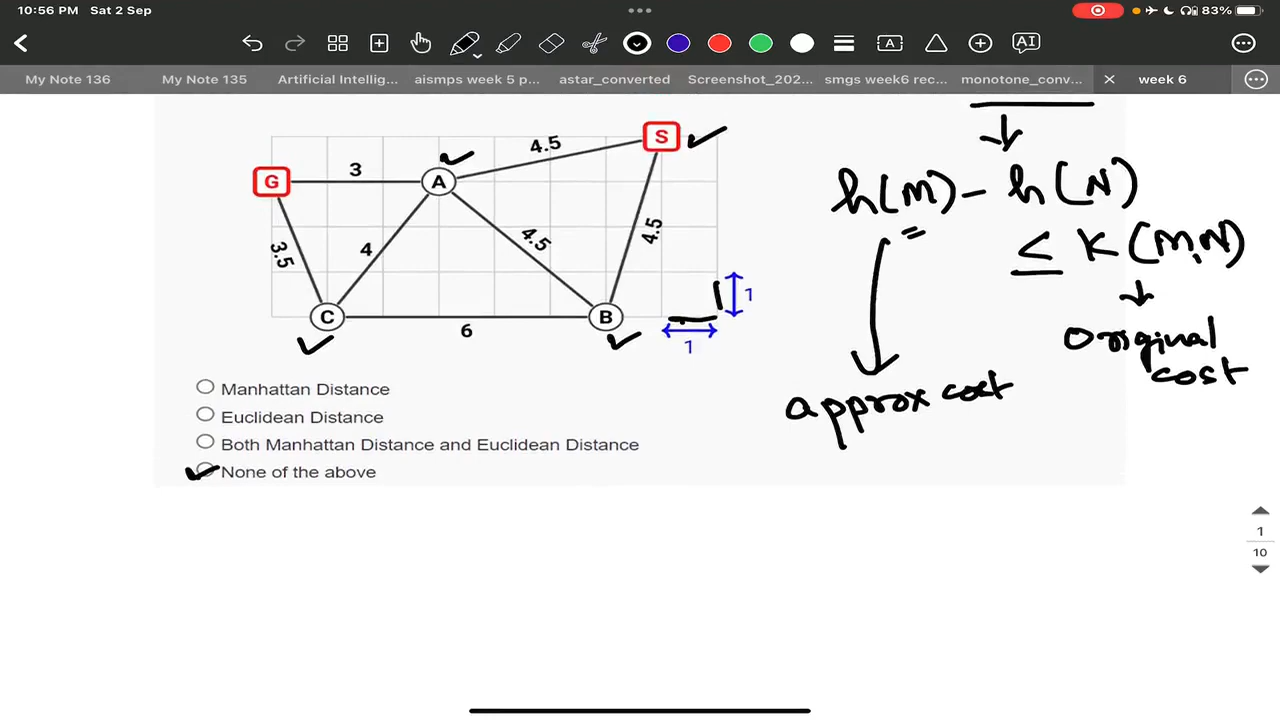 10:56 PM Sat 2 Sep
83%
A
AI
My Note 136
My Note 135
Artificial Intellig...
aismps week 5 p...
astar_converted
Screenshot_202...
smgs week6 rec...
monotone_conv...
week 6
S
4.5
3
G
A
4.5
4.5
3.5
4
C
B
6
1
1
h(M) - h(N)
≤ K(M,N)
Original
cost
approx cost
Manhattan Distance
Euclidean Distance
Both Manhattan Distance and Euclidean Distance
None of the above
1
10